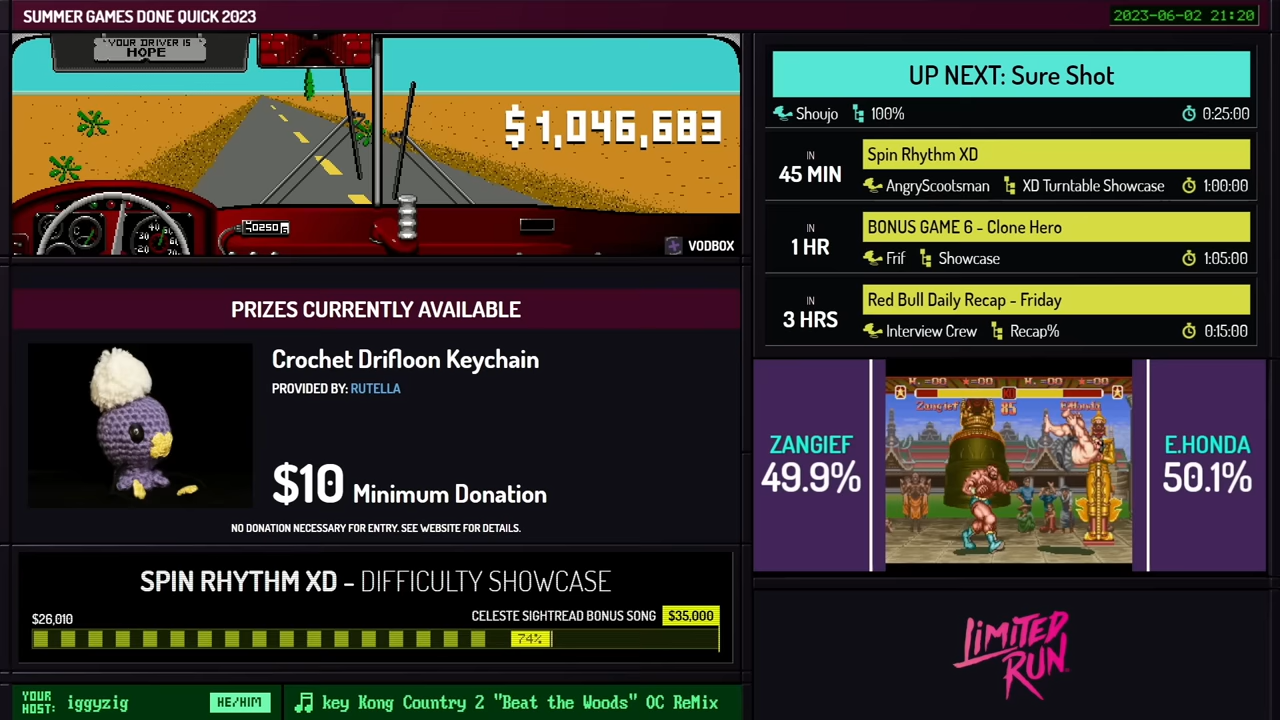 SUMMER GAMES DONE QUICK 2023
2023-06-02 21:20
YOUR DRIVER IS
HOPE
$1,046,683
VODBOX
PRIZES CURRENTLY AVAILABLE
Crochet Drifloon Keychain
PROVIDED BY: RUTELLA
$10 Minimum Donation
NO DONATION NECESSARY FOR ENTRY. SEE WEBSITE FOR DETAILS.
SPIN RHYTHM XD - DIFFICULTY SHOWCASE
$26,010
CELESTE SIGHTREAD BONUS SONG $35,000
74%
YOUR HOST: iggyzig HE/HIM
key Kong Country 2 "Beat the Woods" OC ReMix
UP NEXT: Sure Shot
Shoujo 100% 0:25:00
IN
45 MIN
Spin Rhythm XD
AngryScootsman XD Turntable Showcase 1:00:00
IN
1 HR
BONUS GAME 6 - Clone Hero
Frif Showcase 1:05:00
IN
3 HRS
Red Bull Daily Recap - Friday
Interview Crew Recap% 0:15:00
ZANGIEF
49.9%
Zangief
85
E.HONDA
50.1%
LIMITED
RUN